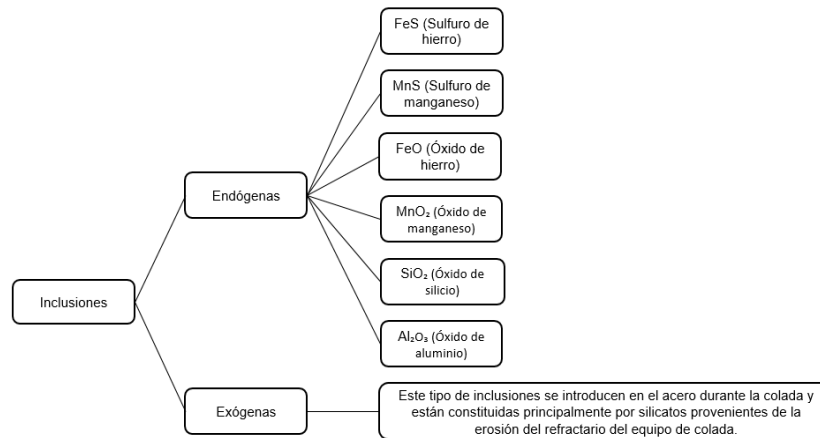 FeS (Sulfuro de
hierro)
MnS (Sulfuro de
manganeso)
FeO (Óxido de
hierro)
Endógenas
MnO₂ (Óxido de
manganeso)
SiO₂ (Óxido de
silicio)
Inclusiones
Al₂O₃ (Óxido de
aluminio)
Exógenas
Este tipo de inclusiones se introducen en el acero durante la colada y
están constituidas principalmente por silicatos provenientes de la
erosión del refractario del equipo de colada.